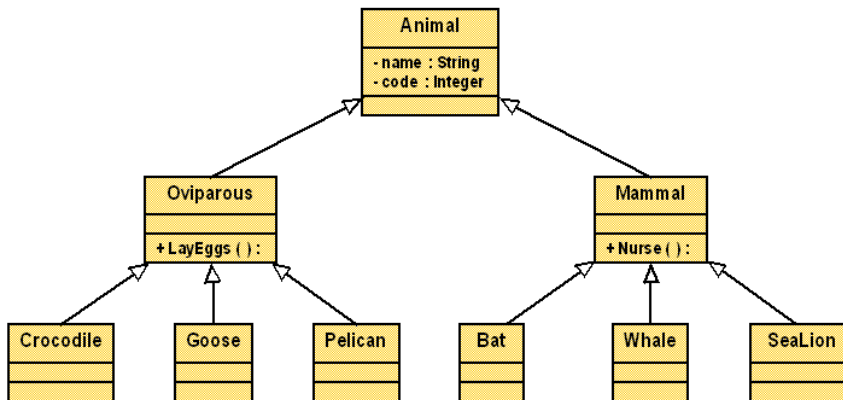 Animal
- name : String
- code : Integer
Oviparous
+ LayEggs ( ) :
Mammal
+ Nurse ( ) :
Crocodile
Goose
Pelican
Bat
Whale
SeaLion